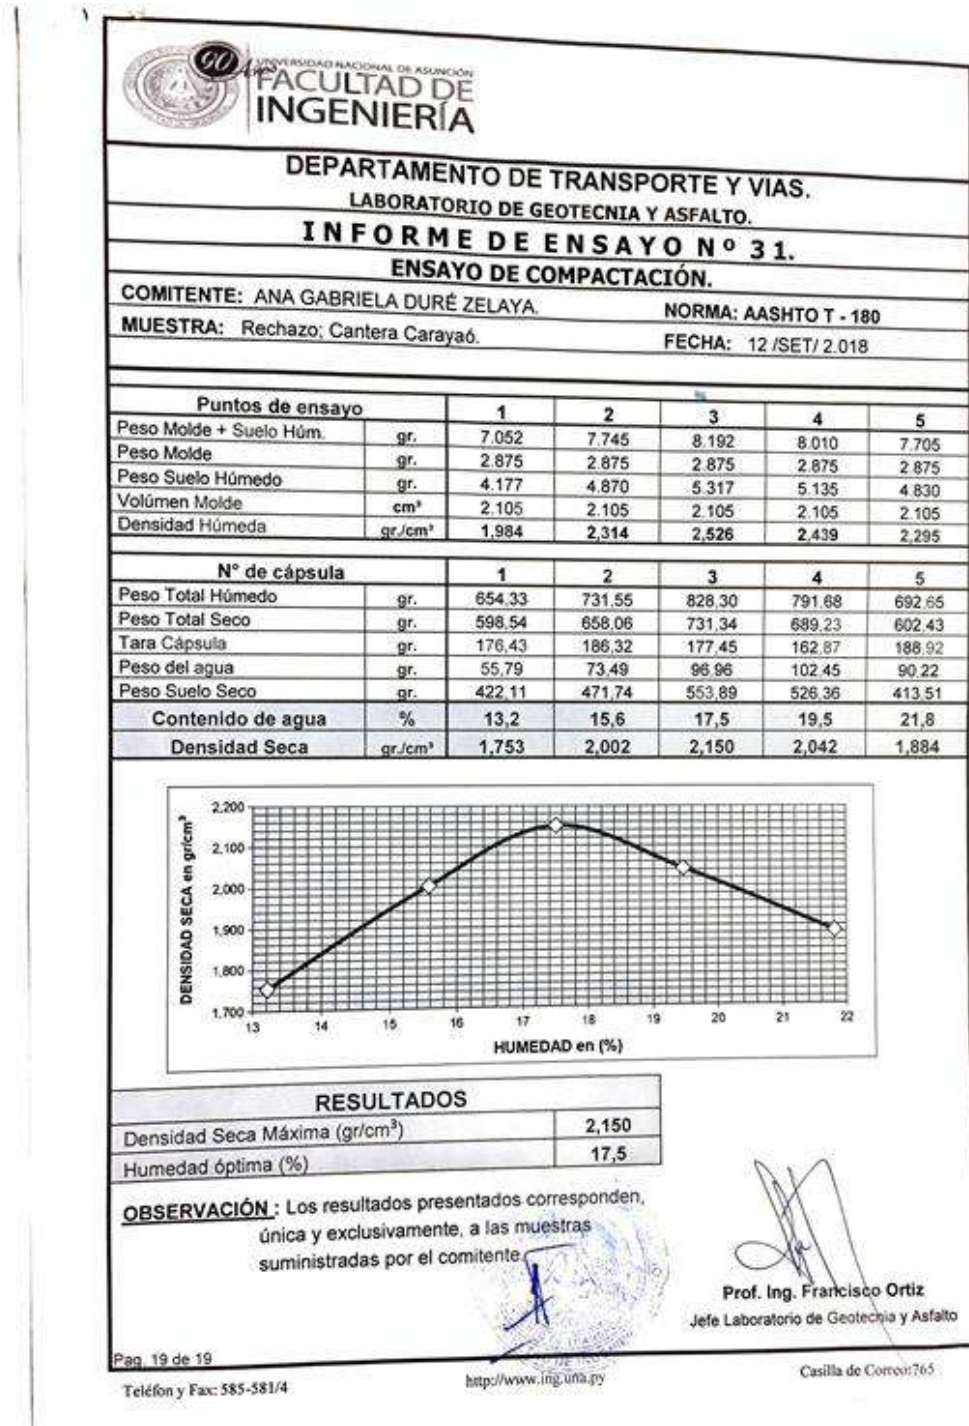 90 Años
UNIVERSIDAD NACIONAL DE ASUNCIÓN
FACULTAD DE
INGENIERÍA
DEPARTAMENTO DE TRANSPORTE Y VIAS.
LABORATORIO DE GEOTECNIA Y ASFALTO.
INFORME DE ENSAYO Nº 31.
ENSAYO DE COMPACTACIÓN.
COMITENTE: ANA GABRIELA DURÉ ZELAYA. NORMA: AASHTO T - 180
MUESTRA: Rechazo; Cantera Carayaó. FECHA: 12 /SET/ 2.018
Puntos de ensayo 1 2 3 4 5
Peso Molde + Suelo Húm. gr. 7.052 7.745 8.192 8.010 7.705
Peso Molde gr. 2.875 2.875 2.875 2.875 2.875
Peso Suelo Húmedo gr. 4.177 4.870 5.317 5.135 4.830
Volúmen Molde cm³ 2.105 2.105 2.105 2.105 2.105
Densidad Húmeda gr./cm³ 1,984 2,314 2,526 2,439 2,295
N° de cápsula 1 2 3 4 5
Peso Total Húmedo gr. 654,33 731,55 828,30 791,68 692,65
Peso Total Seco gr. 598,54 658,06 731,34 689,23 602,43
Tara Cápsula gr. 176,43 186,32 177,45 162,87 188,92
Peso del agua gr. 55,79 73,49 96,96 102,45 90,22
Peso Suelo Seco gr. 422,11 471,74 553,89 526,36 413,51
Contenido de agua % 13,2 15,6 17,5 19,5 21,8
Densidad Seca gr./cm³ 1,753 2,002 2,150 2,042 1,884
DENSIDAD SECA en gr/cm³
2,200
2,100
2,000
1,900
1,800
1,700
13 14 15 16 17 18 19 20 21 22
HUMEDAD en (%)
RESULTADOS
Densidad Seca Máxima (gr/cm³) 2,150
Humedad óptima (%) 17,5
OBSERVACIÓN : Los resultados presentados corresponden,
única y exclusivamente, a las muestras
suministradas por el comitente
Prof. Ing. Francisco Ortiz
Jefe Laboratorio de Geotecnia y Asfalto
Pag. 19 de 19
Teléfon y Fax: 585-581/4 http://www.ing.una.py Casilla de Correo:765